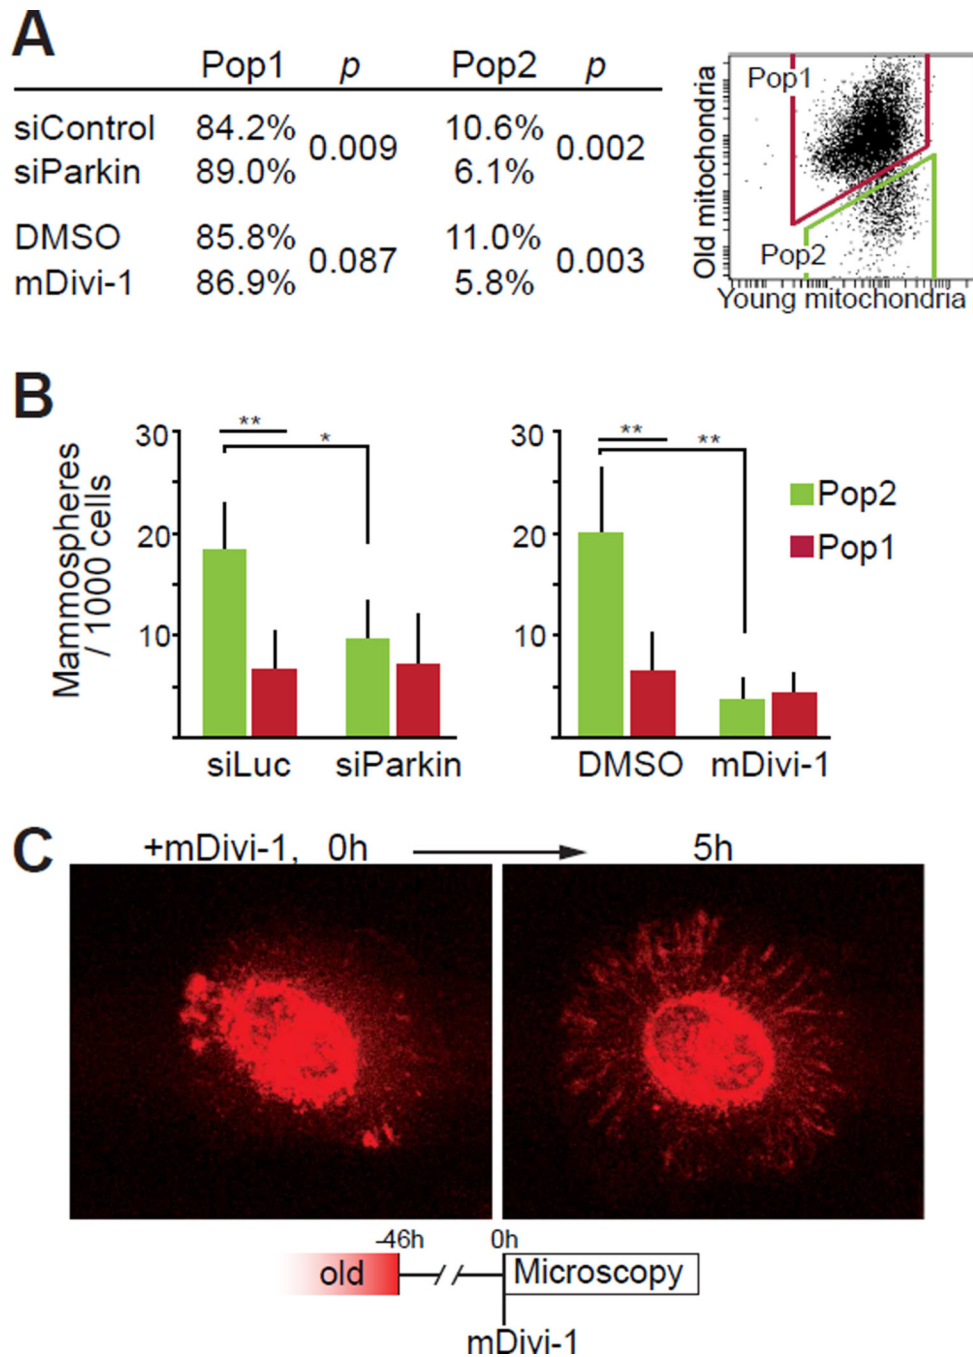 A
Pop1 p Pop2 p
siControl 84.2% 0.009 10.6% 0.002
siParkin 89.0% 6.1%
DMSO 85.8% 0.087 11.0% 0.003
mDivi-1 86.9% 5.8%
Old mitochondria
Pop1
Pop2
Young mitochondria
B
Mammospheres
/ 1000 cells
30
20
10
** *
siLuc siParkin
30
20
10
** **
DMSO mDivi-1
Pop2
Pop1
C
+mDivi-1, 0h 5h
-46h 0h
old Microscopy
mDivi-1